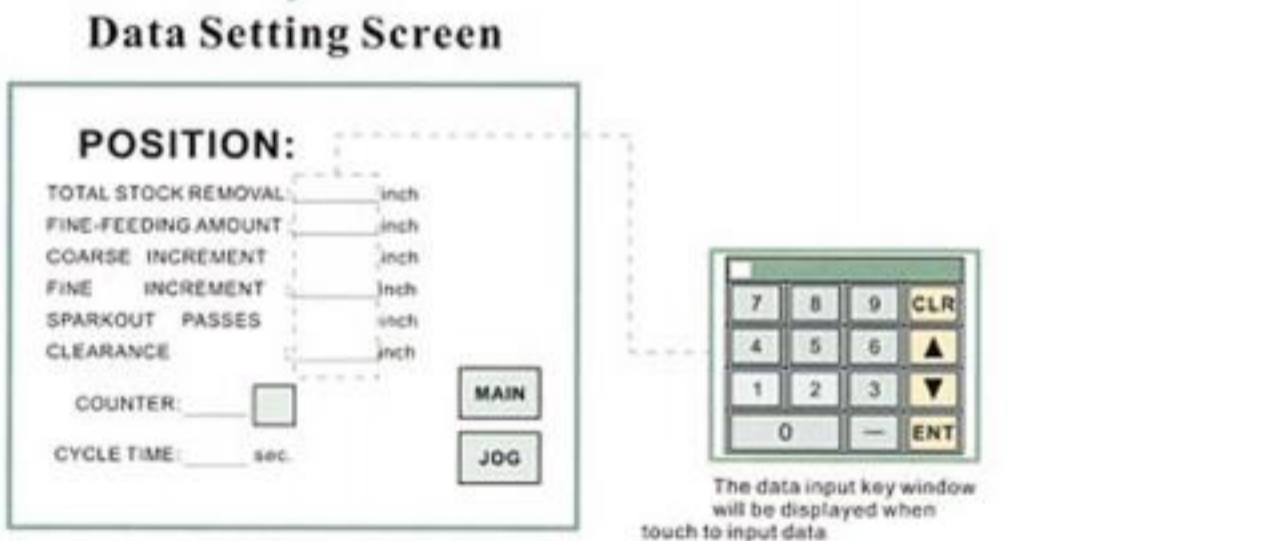 Data Setting Screen
POSITION:
TOTAL STOCK REMOVAL: inch
FINE-FEEDING AMOUNT : inch
COARSE INCREMENT inch
FINE INCREMENT : inch
SPARKOUT PASSES inch
CLEARANCE : inch
COUNTER:
CYCLE TIME: sec.
MAIN
JOG
7 8 9 CLR
4 5 6 ▲
1 2 3 ▼
0 — ENT
The data input key window
will be displayed when
touch to input data